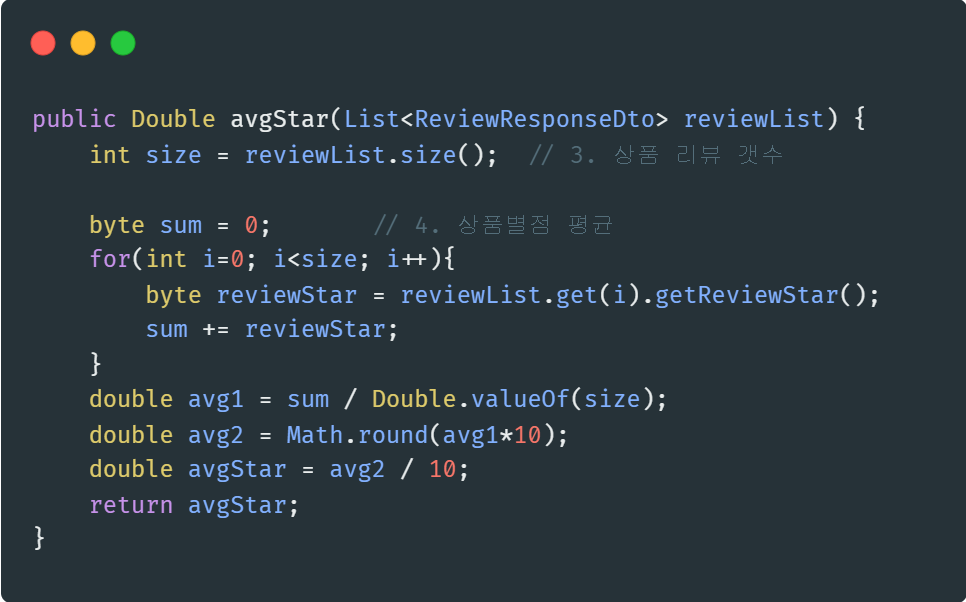 public Double avgStar(List<ReviewResponseDto> reviewList) {
    int size = reviewList.size();  // 3. 상품 리뷰 갯수
    byte sum = 0;       // 4. 상품별점 평균
    for(int i=0; i<size; i++){
        byte reviewStar = reviewList.get(i).getReviewStar();
        sum += reviewStar;
    }
    double avg1 = sum / Double.valueOf(size);
    double avg2 = Math.round(avg1*10);
    double avgStar = avg2 / 10;
    return avgStar;
}